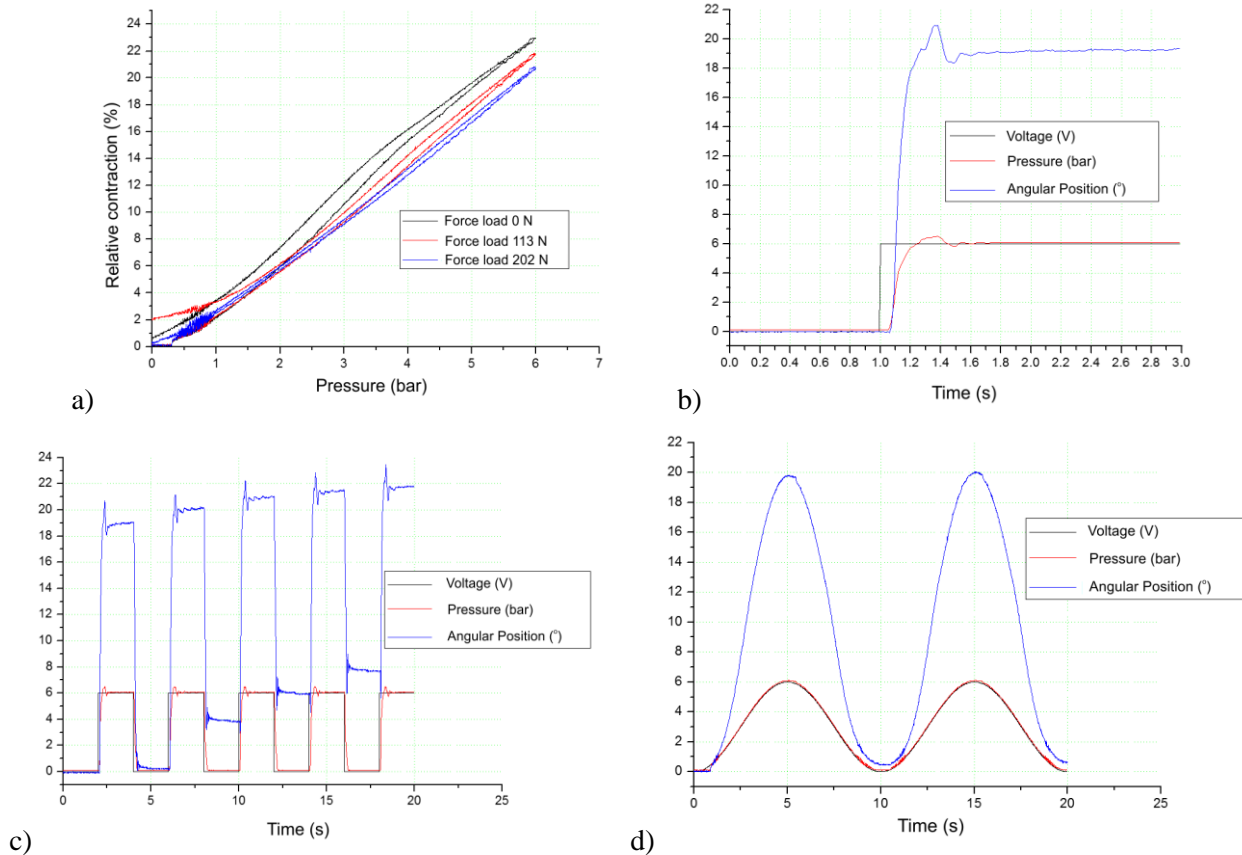 24
22
20
18
16
14
12
10
8
6
4
2
0
Relative contraction (%)
Force load 0 N
Force load 113 N
Force load 202 N
0 1 2 3 4 5 6 7
Pressure (bar)
a)
22
20
18
16
14
12
10
8
6
4
2
0
Voltage (V)
Pressure (bar)
Angular Position (°)
0.0 0.2 0.4 0.6 0.8 1.0 1.2 1.4 1.6 1.8 2.0 2.2 2.4 2.6 2.8 3.0
Time (s)
b)
24
22
20
18
16
14
12
10
8
6
4
2
0
Voltage (V)
Pressure (bar)
Angular Position (°)
0 5 10 15 20 25
Time (s)
c)
22
20
18
16
14
12
10
8
6
4
2
0
Voltage (V)
Pressure (bar)
Angular Position (°)
0 5 10 15 20 25
Time (s)
d)